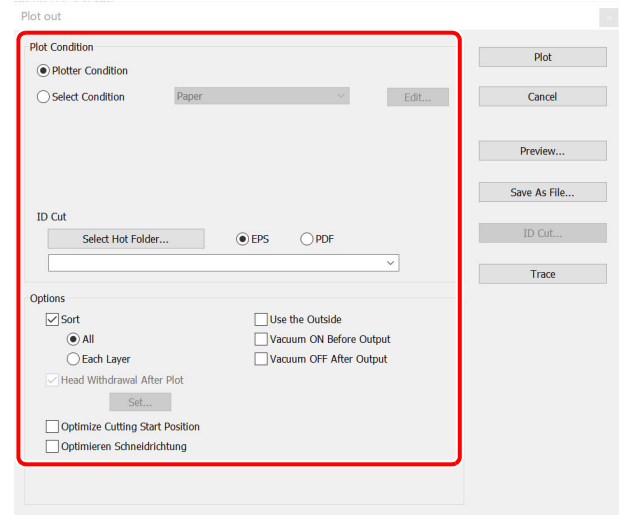 Plot out
Plot Condition
Plotter Condition
Select Condition Paper Edit...
ID Cut
Select Hot Folder... EPS PDF
Options
Sort Use the Outside
All Vacuum ON Before Output
Each Layer Vacuum OFF After Output
Head Withdrawal After Plot
Set...
Optimize Cutting Start Position
Optimieren Schneidrichtung
Plot
Cancel
Preview...
Save As File...
ID Cut...
Trace